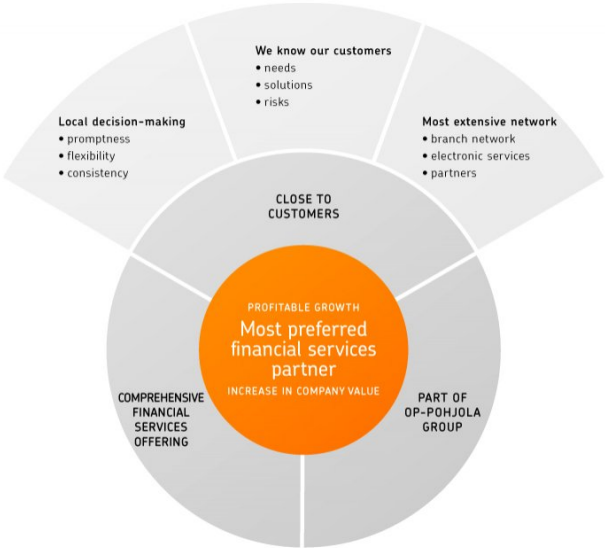 We know our customers
• needs
• solutions
• risks
Local decision-making
• promptness
• flexibility
• consistency
Most extensive network
• branch network
• electronic services
• partners
CLOSE TO
CUSTOMERS
PROFITABLE GROWTH
Most preferred
financial services
partner
INCREASE IN COMPANY VALUE
COMPREHENSIVE
FINANCIAL
SERVICES
OFFERING
PART OF
OP-POHJOLA
GROUP